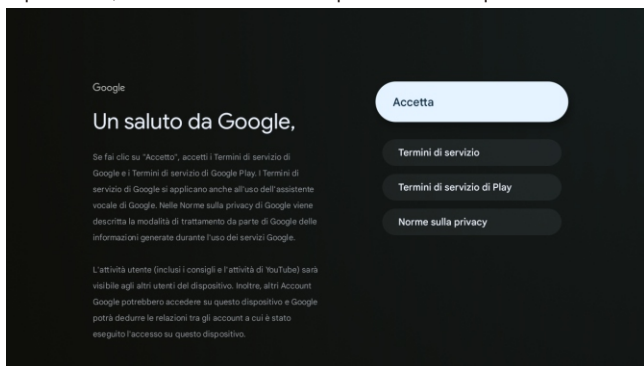 Google
Un saluto da Google,
Se fai clic su "Accetto", accetti i Termini di servizio di
Google e i Termini di servizio di Google Play. I Termini di
servizio di Google si applicano anche all'uso dell'assistente
vocale di Google. Nelle Norme sulla privacy di Google viene
descritta la modalità di trattamento da parte di Google delle
informazioni generate durante l'uso dei servizi Google.
L'attività utente (inclusi i consigli e l'attività di YouTube) sarà
visibile agli altri utenti del dispositivo. Inoltre, altri Account
Google potrebbero accedere su questo dispositivo e Google
potrà dedurre le relazioni tra gli account a cui è stato
eseguito l'accesso su questo dispositivo.
Accetta
Termini di servizio
Termini di servizio di Play
Norme sulla privacy